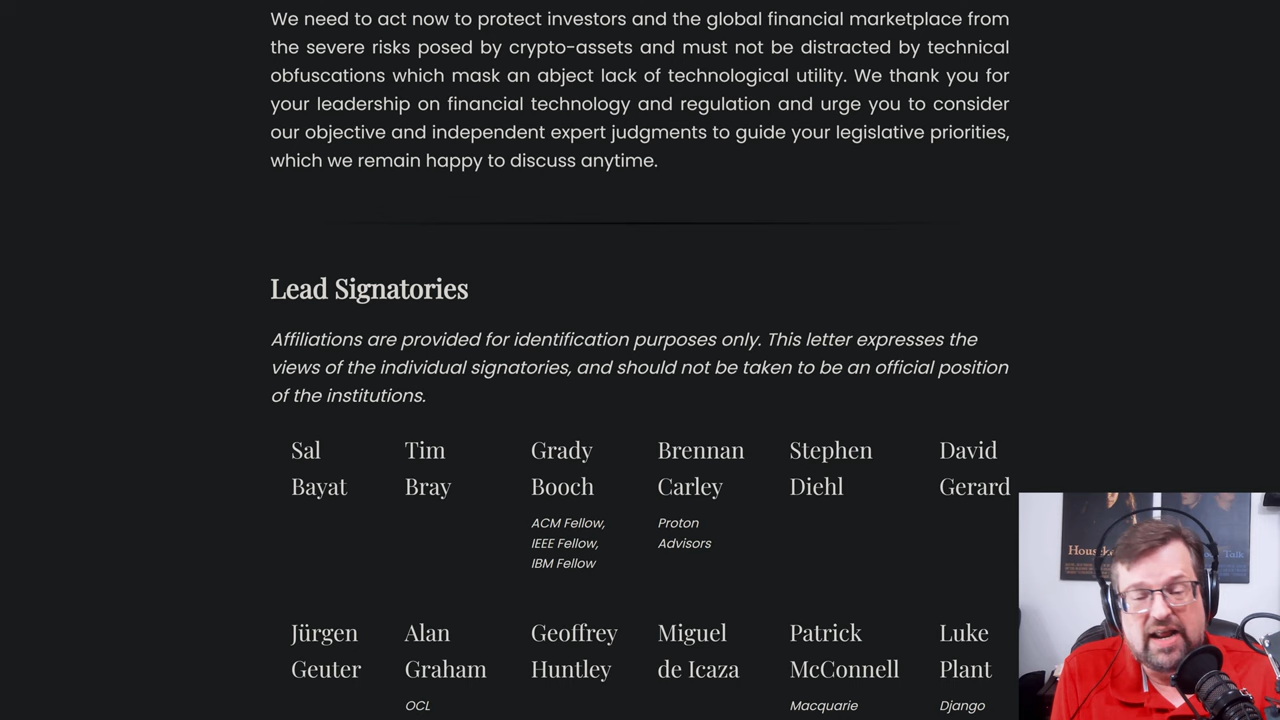 We need to act now to protect investors and the global financial marketplace from
the severe risks posed by crypto-assets and must not be distracted by technical
obfuscations which mask an abject lack of technological utility. We thank you for
your leadership on financial technology and regulation and urge you to consider
our objective and independent expert judgments to guide your legislative priorities,
which we remain happy to discuss anytime.
Lead Signatories
Affiliations are provided for identification purposes only. This letter expresses the
views of the individual signatories, and should not be taken to be an official position
of the institutions.
Sal
Bayat
Tim
Bray
Grady
Booch
ACM Fellow,
IEEE Fellow,
IBM Fellow
Brennan
Carley
Proton
Advisors
Stephen
Diehl
David
Gerard
Jürgen
Geuter
Alan
Graham
OCL
Geoffrey
Huntley
Miguel
de Icaza
Patrick
McConnell
Macquarie
Luke
Plant
Django